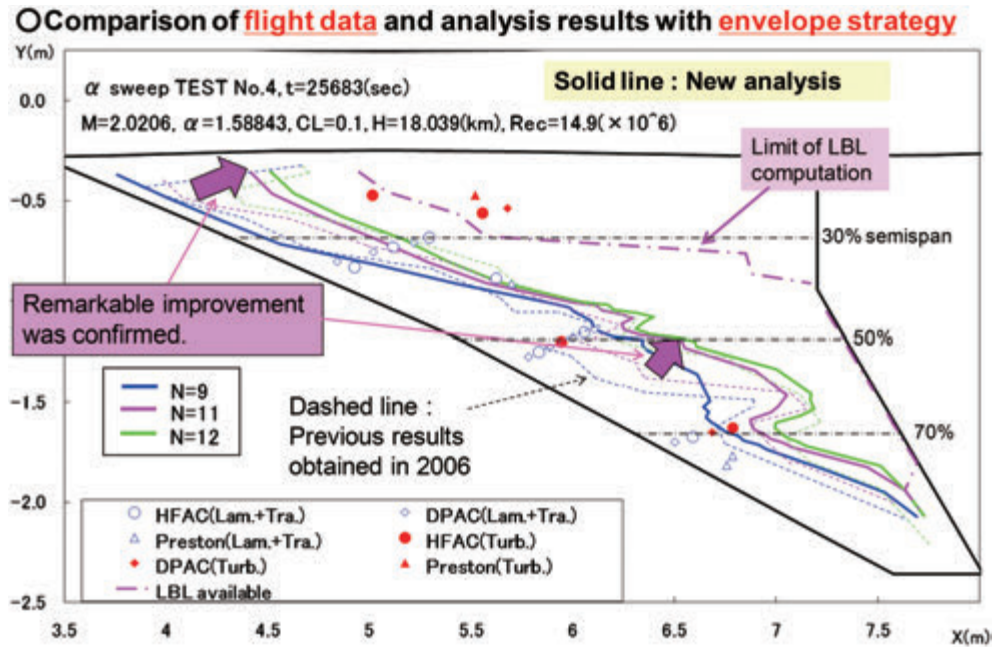 ○Comparison of flight data and analysis results with envelope strategy
Y(m)
α sweep TEST No.4, t=25683(sec)
M=2.0206, α=1.58843, CL=0.1, H=18.039(km), Rec=14.9(×10^6)
Solid line : New analysis
Limit of LBL
computation
30% semispan
Remarkable improvement
was confirmed.
50%
N=9
N=11
N=12
Dashed line :
Previous results
obtained in 2006
70%
HFAC(Lam.+Tra.)
DPAC(Lam.+Tra.)
Preston(Lam.+Tra.)
HFAC(Turb.)
DPAC(Turb.)
Preston(Turb.)
LBL available
0.0
-0.5
-1.5
-2.0
-2.5
3.5 4 4.5 5 5.5 6 6.5 7 7.5 X(m)